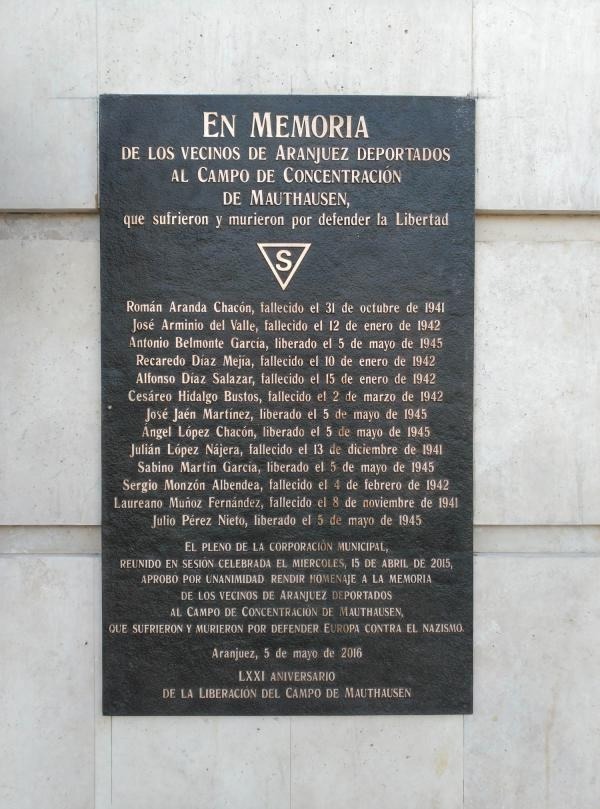 EN MEMORIA
DE LOS VECINOS DE ARANJUEZ DEPORTADOS
AL CAMPO DE CONCENTRACIÓN
DE MAUTHAUSEN,
que sufrieron y murieron por defender la Libertad
S
Román Aranda Chacón, fallecido el 31 de octubre de 1941
José Arminio del Valle, fallecido el 12 de enero de 1942
Antonio Belmonte García, liberado el 5 de mayo de 1945
Recaredo Díaz Mejía, fallecido el 10 de enero de 1942
Alfonso Díaz Salazar, fallecido el 15 de enero de 1942
Cesáreo Hidalgo Bustos, fallecido el 2 de marzo de 1942
José Jaén Martínez, liberado el 5 de mayo de 1945
Ángel López Chacón, liberado el 5 de mayo de 1945
Julián López Nájera, fallecido el 13 de diciembre de 1941
Sabino Martín García, liberado el 5 de mayo de 1945
Sergio Monzón Albendea, fallecido el 4 de febrero de 1942
Laureano Muñoz Fernández, fallecido el 8 de noviembre de 1941
Julio Pérez Nieto, liberado el 5 de mayo de 1945
EL PLENO DE LA CORPORACIÓN MUNICIPAL,
REUNIDO EN SESIÓN CELEBRADA EL MIERCOLES, 15 DE ABRIL DE 2015,
APROBÓ POR UNANIMIDAD RENDIR HOMENAJE A LA MEMORIA
DE LOS VECINOS DE ARANJUEZ DEPORTADOS
AL CAMPO DE CONCENTRACIÓN DE MAUTHAUSEN,
QUE SUFRIERON Y MURIERON POR DEFENDER EUROPA CONTRA EL NAZISMO.
Aranjuez, 5 de mayo de 2016
LXXI ANIVERSARIO
DE LA LIBERACIÓN DEL CAMPO DE MAUTHAUSEN